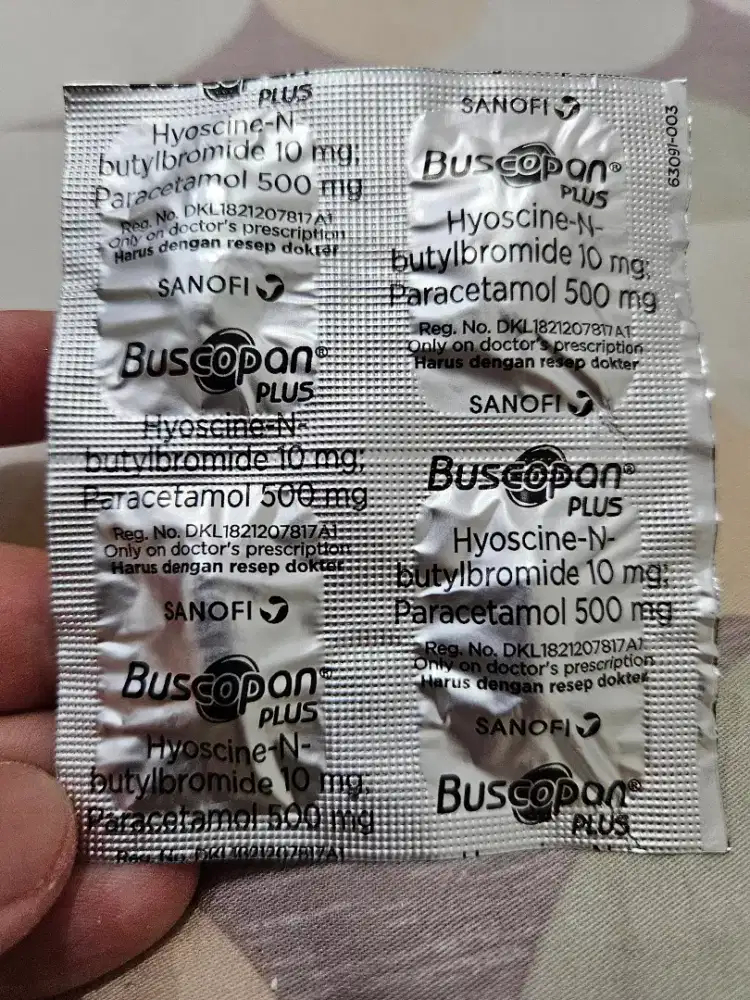 PLUS
Hyoscine-N-
butylbromide 10 mg;
Paracetamol 500 mg
Reg. No. DKL1821207817A1
Only on doctor's prescription
Harus dengan resep dokter
SANOFI
Buscopan®
PLUS
Hyoscine-N-
butylbromide 10 mg;
Paracetamol 500 mg
Reg. No. DKL1821207817A1
Only on doctor's prescription
Harus dengan resep dokter
SANOFI
Buscopan®
PLUS
Hyoscine-N-
butylbromide 10 mg;
Paracetamol 500 mg
Reg. No. DKL1821207817A1
SANOFI
Buscopan®
PLUS
Hyoscine-N-
butylbromide 10 mg;
Paracetamol 500 mg
Reg. No. DKL1821207817A1
Only on doctor's prescription
Harus dengan resep dokter
SANOFI
Buscopan®
PLUS
Hyoscine-N-
butylbromide 10 mg;
Paracetamol 500 mg
Reg. No. DKL1821207817A1
Only on doctor's prescription
Harus dengan resep dokter
SANOFI
Buscopan®
PLUS
63091-003